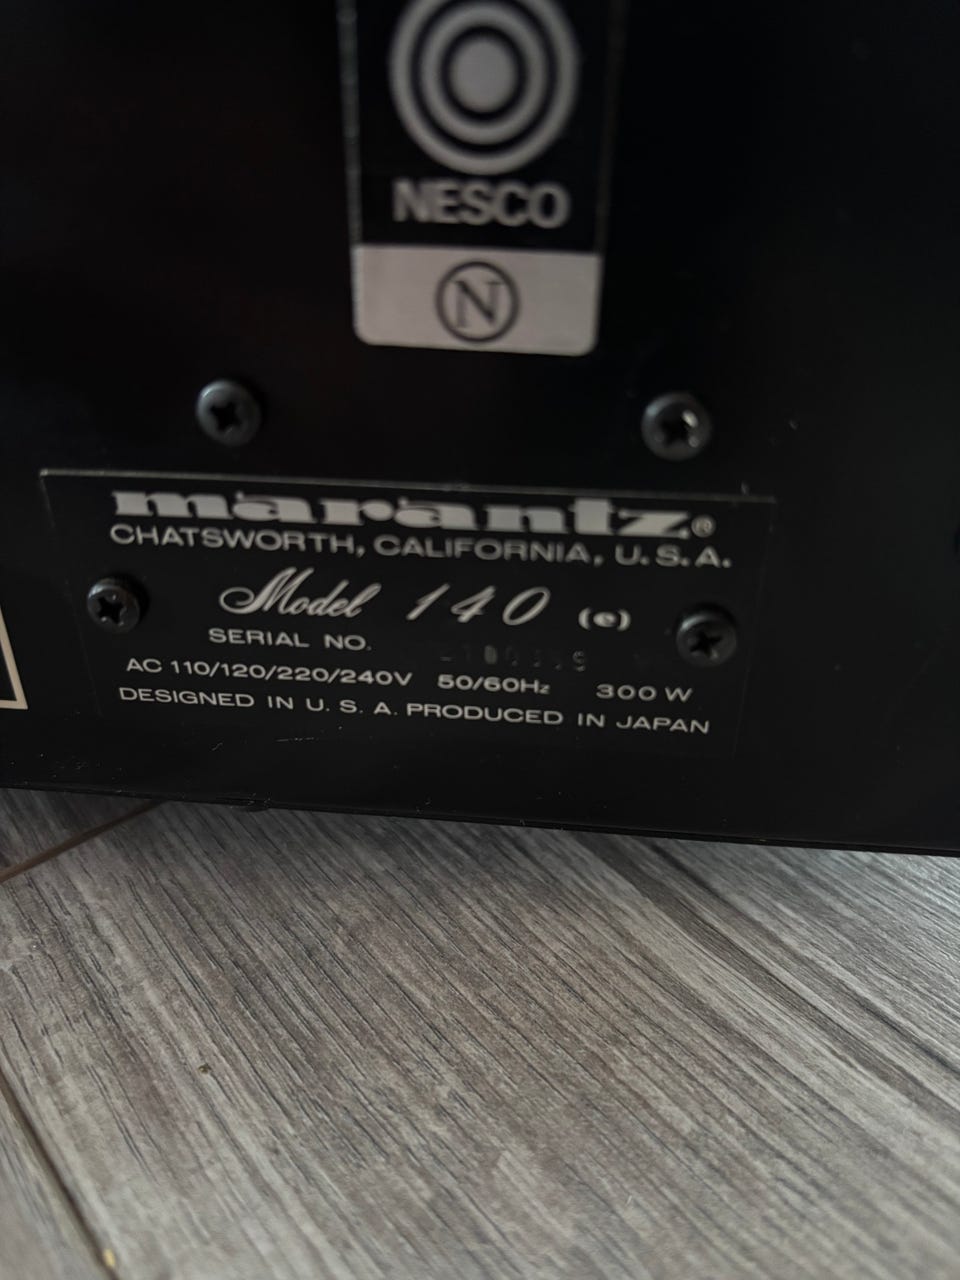 NESCO
N
marantz®
CHATSWORTH, CALIFORNIA, U.S.A.
Model 140 (e)
SERIAL NO.
AC 110/120/220/240V 50/60Hz 300 W
DESIGNED IN U.S.A. PRODUCED IN JAPAN